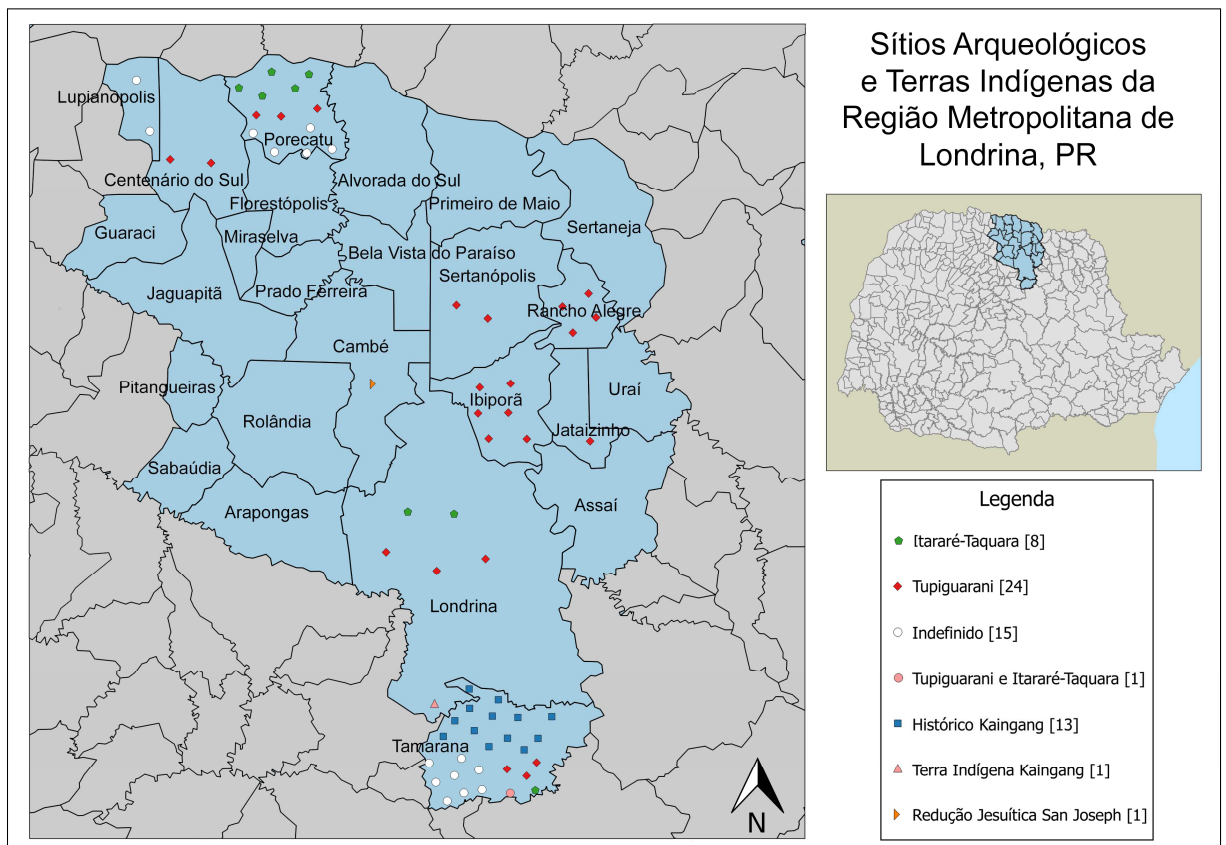 Sítios Arqueológicos
e Terras Indígenas da
Região Metropolitana de
Londrina, PR
Lupianópolis
Porecatu
Centenário do Sul
Alvorada do Sul
Florestópolis
Primeiro de Maio
Guaraci
Miraselva
Sertaneja
Bela Vista do Paraíso
Sertanópolis
Jaguapitã
Prado Ferreira
Rancho Alegre
Cambé
Pitangueiras
Ibiporã
Uraí
Rolândia
Jataizinho
Sabaúdia
Arapongas
Assaí
Londrina
Tamarana
N
Legenda
Itararé-Taquara [8]
Tupiguarani [24]
Indefinido [15]
Tupiguarani e Itararé-Taquara [1]
Histórico Kaingang [13]
Terra Indígena Kaingang [1]
Redução Jesuítica San Joseph [1]